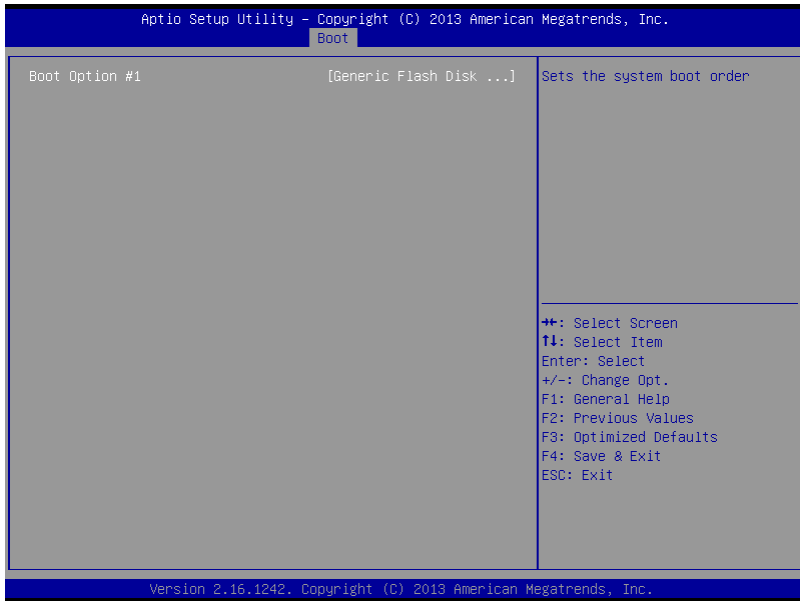 Aptio Setup Utility – Copyright (C) 2013 American Megatrends, Inc.
Boot
Boot Option #1 [Generic Flash Disk ...]
Sets the system boot order
→←: Select Screen
↑↓: Select Item
Enter: Select
+/-: Change Opt.
F1: General Help
F2: Previous Values
F3: Optimized Defaults
F4: Save & Exit
ESC: Exit
Version 2.16.1242. Copyright (C) 2013 American Megatrends, Inc.